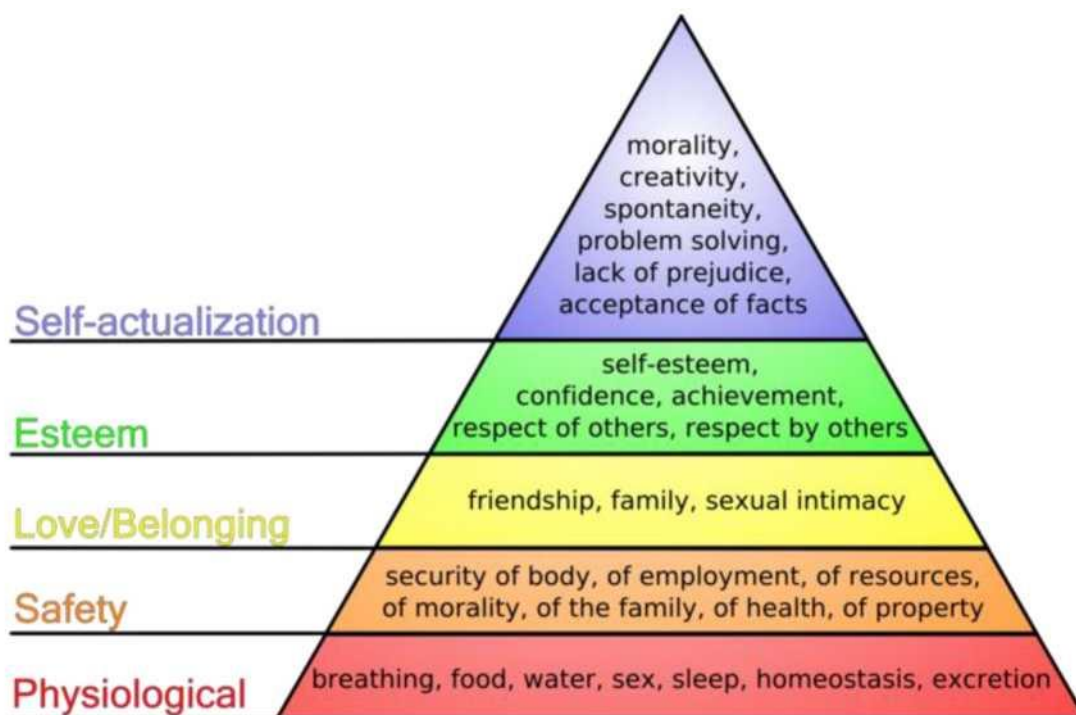 morality,
creativity,
spontaneity,
problem solving,
lack of prejudice,
acceptance of facts
Self-actualization
self-esteem,
confidence, achievement,
respect of others, respect by others
Esteem
friendship, family, sexual intimacy
Love/Belonging
security of body, of employment, of resources,
of morality, of the family, of health, of property
Safety
breathing, food, water, sex, sleep, homeostasis, excretion
Physiological